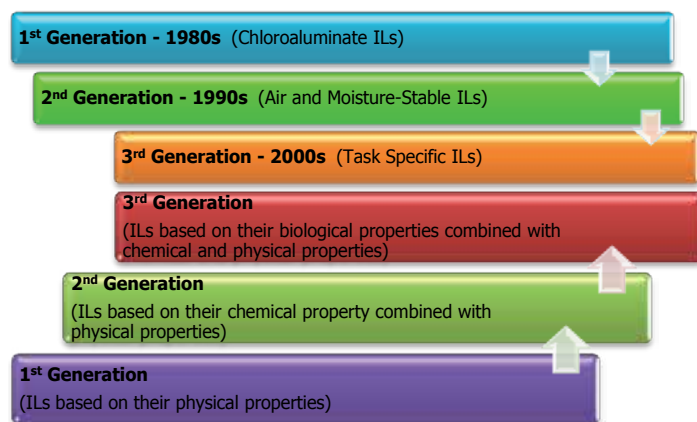 1st Generation - 1980s (Chloroaluminate ILs)
2nd Generation - 1990s (Air and Moisture-Stable ILs)
3rd Generation - 2000s (Task Specific ILs)
3rd Generation
(ILs based on their biological properties combined with
chemical and physical properties)
2nd Generation
(ILs based on their chemical property combined with
physical properties)
1st Generation
(ILs based on their physical properties)